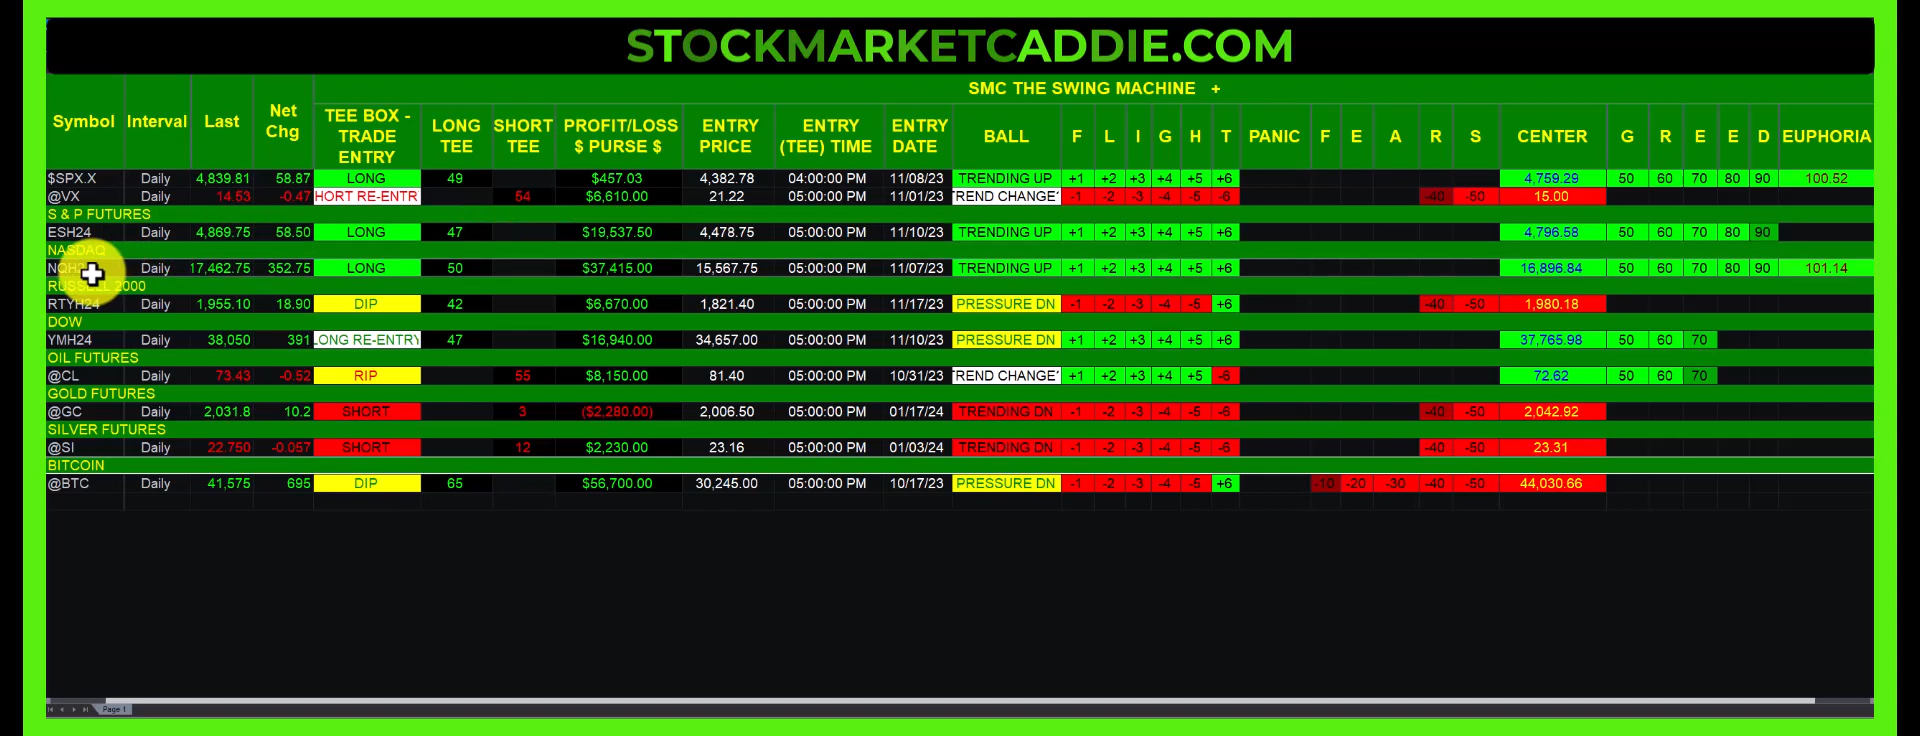 STOCKMARKETCADDIE.COM
SMC THE SWING MACHINE +
Symbol Interval Last Net Chg TEE BOX - TRADE ENTRY LONG TEE SHORT TEE PROFIT/LOSS $ PURSE $ ENTRY PRICE ENTRY (TEE) TIME ENTRY DATE BALL F L I G H T PANIC F E A R S CENTER G R E E D EUPHORIA
$SPX.X Daily 4,839.81 58.87 LONG 49 $457.03 4,382.78 04:00:00 PM 11/08/23 TRENDING UP +1 +2 +3 +4 +5 +6 4,759.29 50 60 70 80 90 100.52
@VX Daily 14.53 -0.47 HORT RE-ENTR 54 $6,610.00 21.22 05:00:00 PM 11/01/23 TREND CHANGE -1 -2 -3 -4 -5 -6 -40 -50 15.00
S & P FUTURES
ESH24 Daily 4,869.75 58.50 LONG 47 $19,537.50 4,478.75 05:00:00 PM 11/10/23 TRENDING UP +1 +2 +3 +4 +5 +6 4,796.58 50 60 70 80 90
NASDAQ
Daily 17,462.75 352.75 LONG 50 $37,415.00 15,567.75 05:00:00 PM 11/07/23 TRENDING UP +1 +2 +3 +4 +5 +6 16,896.84 50 60 70 80 90 101.14
RUSSELL 2000
RTYH24 Daily 1,955.10 18.90 DIP 42 $6,670.00 1,821.40 05:00:00 PM 11/17/23 PRESSURE DN -1 -2 -3 -4 -5 +6 -40 -50 1,980.18
DOW
YMH24 Daily 38,050 391 LONG RE-ENTRY 47 $16,940.00 34,657.00 05:00:00 PM 11/10/23 PRESSURE DN +1 +2 +3 +4 +5 +6 37,765.98 50 60 70
OIL FUTURES
@CL Daily 73.43 -0.52 RIP 55 $8,150.00 81.40 05:00:00 PM 10/31/23 TREND CHANGE +1 +2 +3 +4 +5 -6 72.62 50 60 70
GOLD FUTURES
@GC Daily 2,031.8 10.2 SHORT 3 ($2,280.00) 2,006.50 05:00:00 PM 01/17/24 TRENDING DN -1 -2 -3 -4 -5 -6 -40 -50 2,042.92
SILVER FUTURES
@SI Daily 22.750 -0.057 SHORT 12 $2,230.00 23.16 05:00:00 PM 01/03/24 TRENDING DN -1 -2 -3 -4 -5 -6 -40 -50 23.31
BITCOIN
@BTC Daily 41,575 695 DIP 65 $56,700.00 30,245.00 05:00:00 PM 10/17/23 PRESSURE DN -1 -2 -3 -4 -5 +6 -10 -20 -30 -40 -50 44,030.66
Page 1